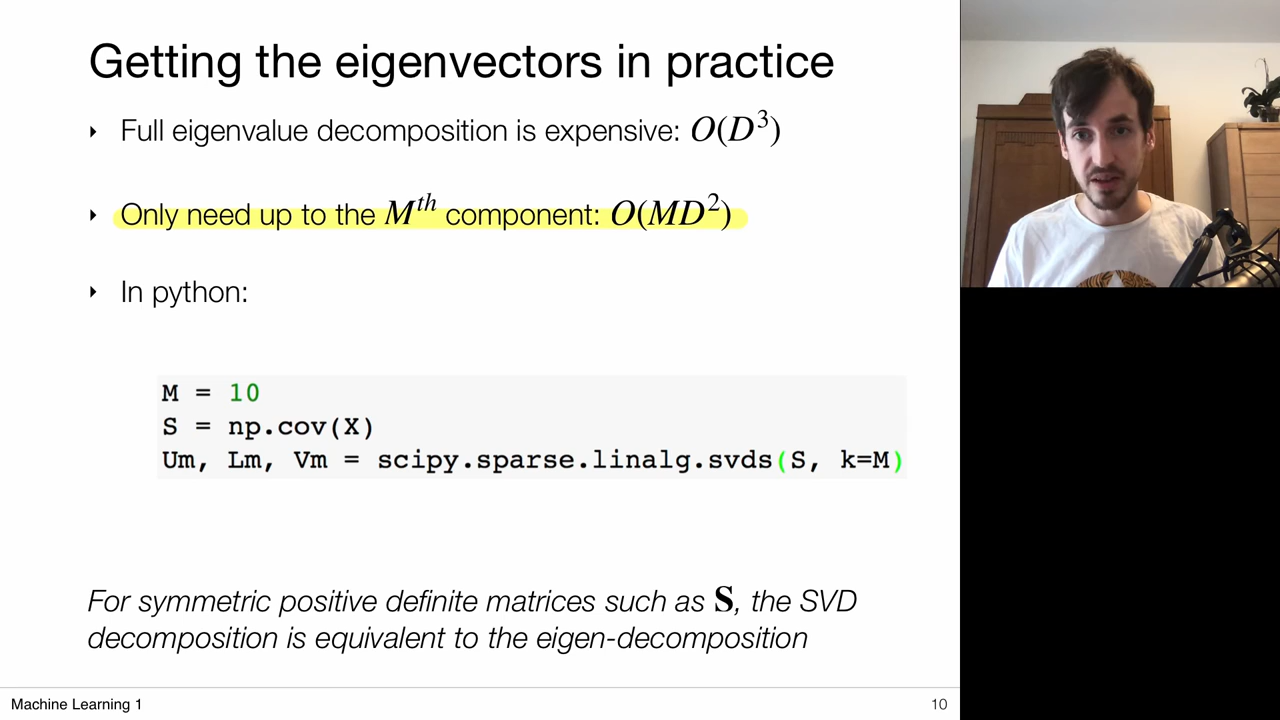 Getting the eigenvectors in practice
Full eigenvalue decomposition is expensive: O(D³)
Only need up to the Mᵗʰ component: O(MD²)
In python:
M = 10
S = np.cov(X)
Um, Lm, Vm = scipy.sparse.linalg.svds(S, k=M)
For symmetric positive definite matrices such as S, the SVD
decomposition is equivalent to the eigen-decomposition
Machine Learning 1
10